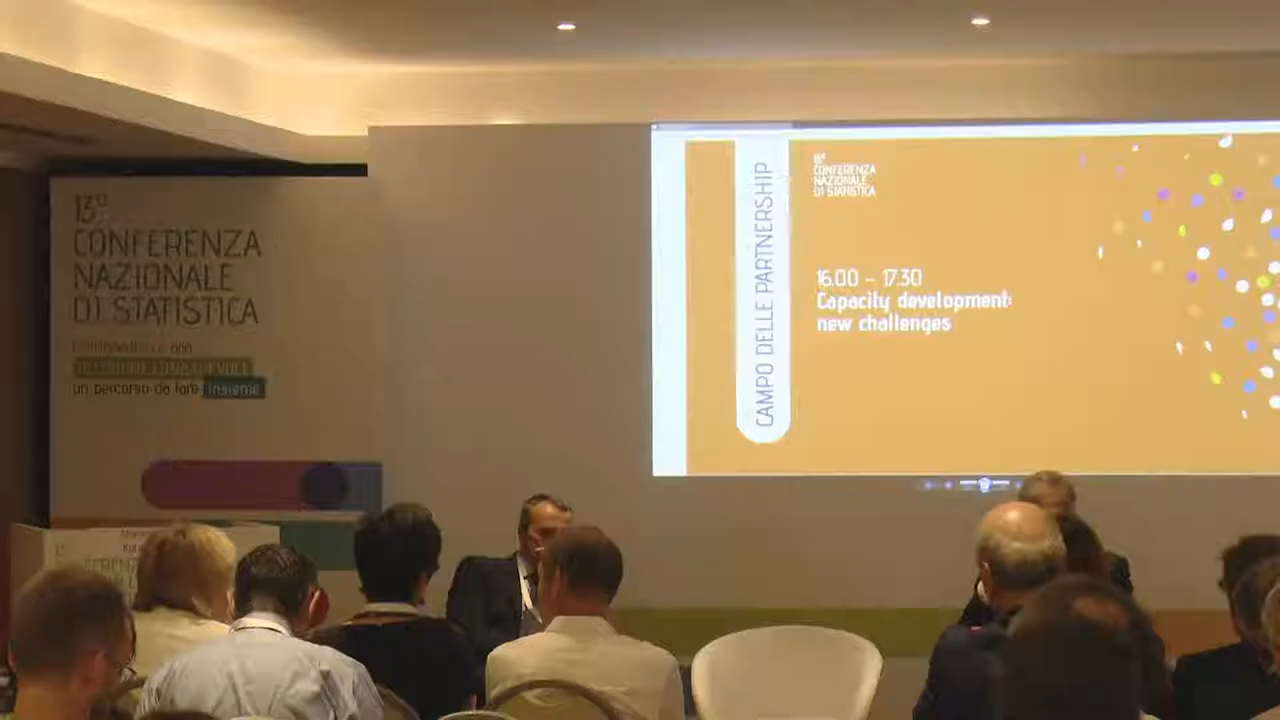 13ª
CONFERENZA
NAZIONALE
DI STATISTICA
un percorso da fare insieme
CAMPO DELLE PARTNERSHIP
CONFERENZA
NAZIONALE
DI STATISTICA
16.00 – 17.30
Capacity development:
new challenges